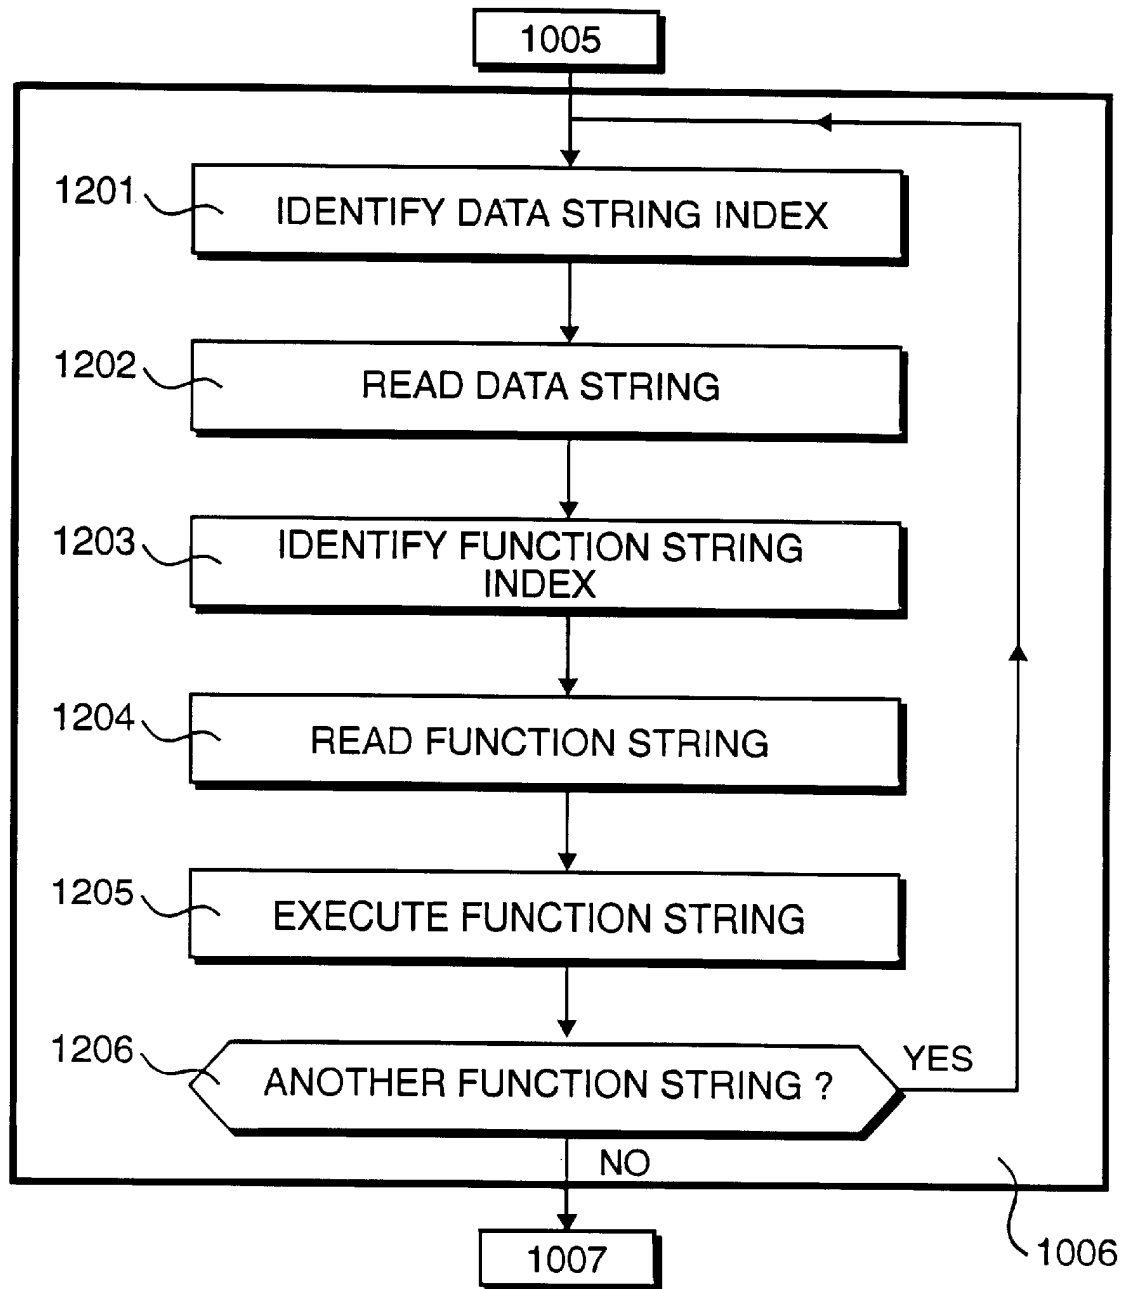 1005
1201
IDENTIFY DATA STRING INDEX
1202
READ DATA STRING
1203
IDENTIFY FUNCTION STRING
INDEX
1204
READ FUNCTION STRING
1205
EXECUTE FUNCTION STRING
1206
ANOTHER FUNCTION STRING ?
YES
NO
1006
1007